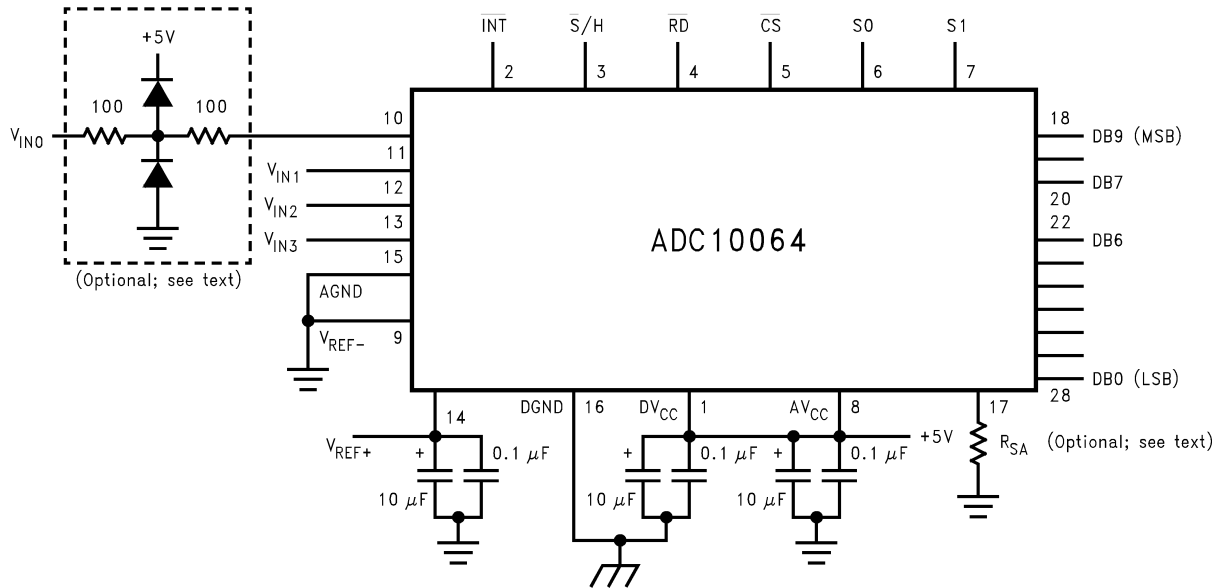 INT S/H RD CS S0 S1
+5V
2 3 4 5 6 7
100 100
10 18
V_IN0 DB9 (MSB)
11
V_IN1
12 DB7
V_IN2 20
13 22
V_IN3 ADC10064 DB6
15
(Optional; see text)
AGND
V_REF- 9
DB0 (LSB)
28
14 DGND 16 DV_CC 1 AV_CC 8 17
V_REF+ + 0.1 µF + 0.1 µF + 0.1 µF +5V R_SA (Optional; see text)
10 µF 10 µF 10 µF